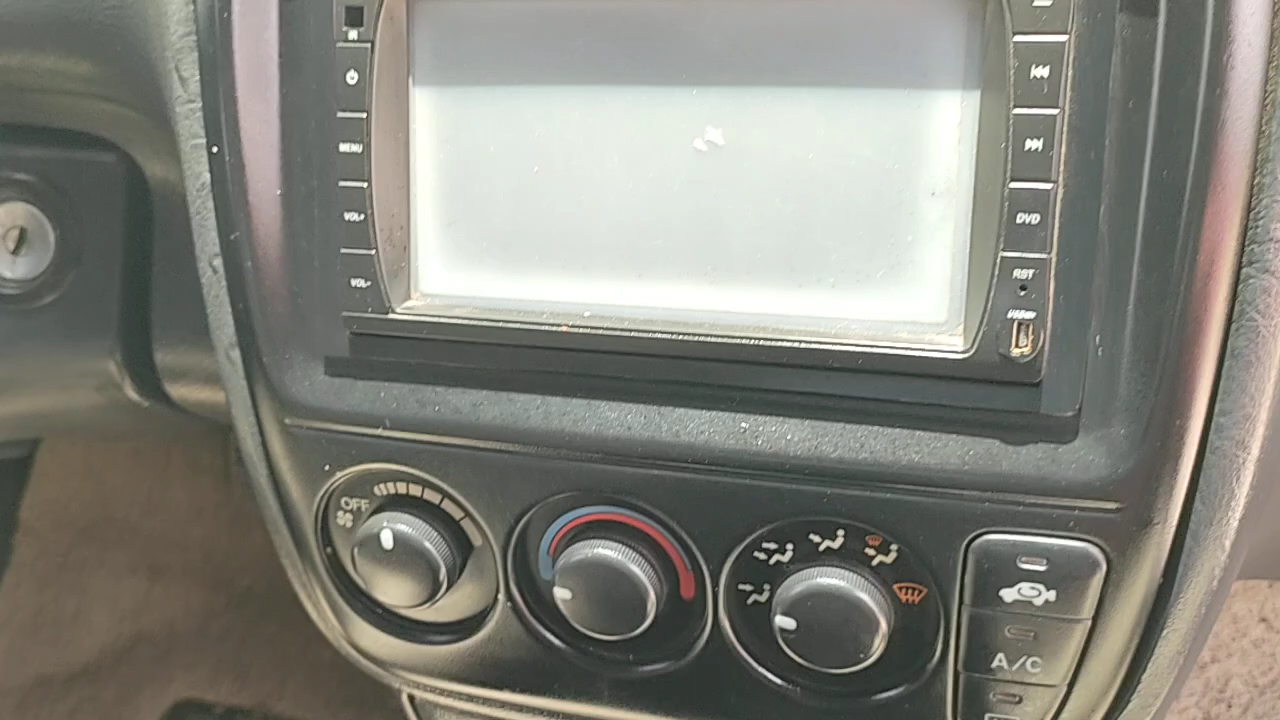 MENU
VOL+
VOL-
DVD
RST
OFF
A/C